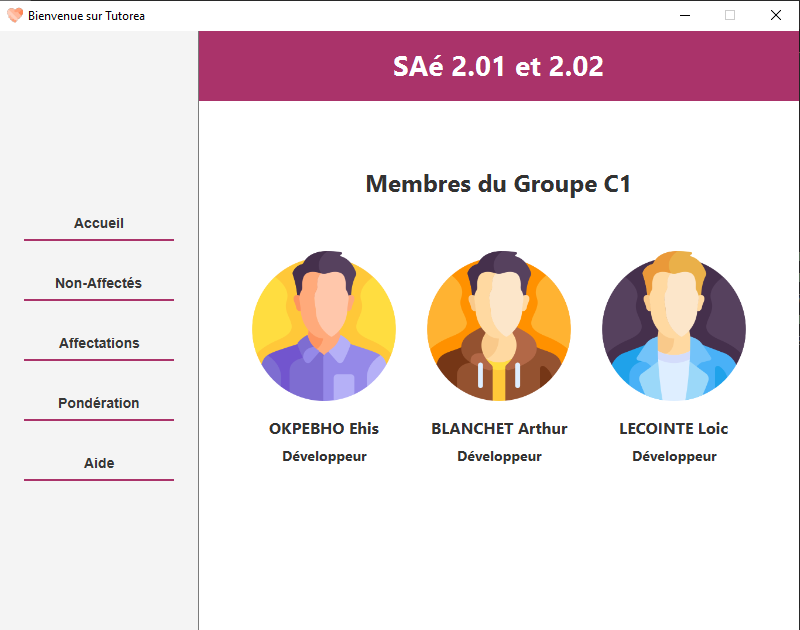 Bienvenue sur Tutorea
SAé 2.01 et 2.02
Membres du Groupe C1
Accueil
Non-Affectés
Affectations
Pondération
Aide
OKPEBHO Ehis
BLANCHET Arthur
LECOINTE Loic
Développeur
Développeur
Développeur